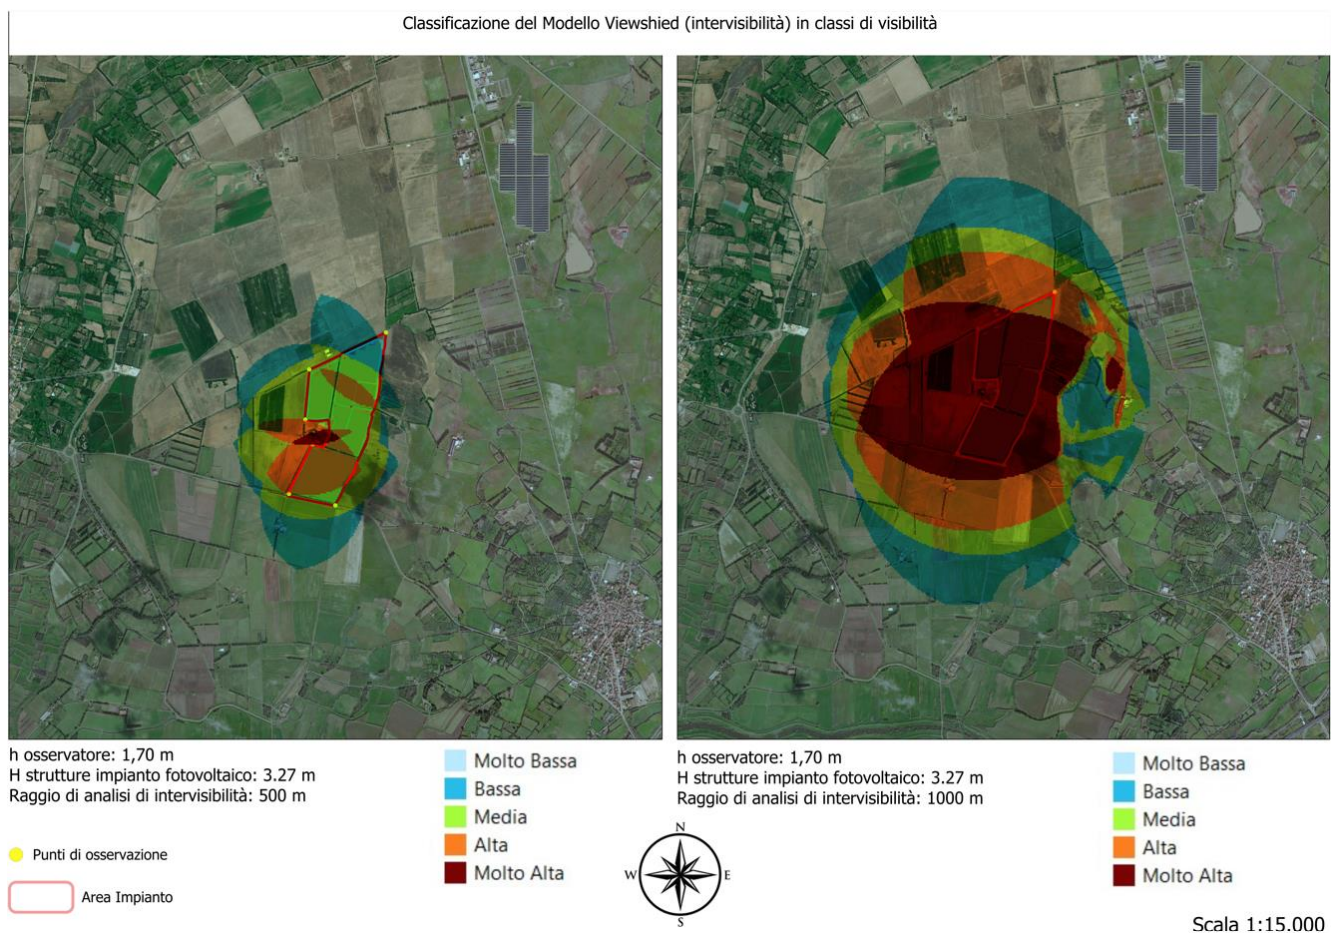 Classificazione del Modello Viewshied (intervisibilità) in classi di visibilità
h osservatore: 1,70 m
H strutture impianto fotovoltaico: 3.27 m
Raggio di analisi di intervisibilità: 500 m
Molto Bassa
Bassa
Media
Alta
Molto Alta
Punti di osservazione
Area Impianto
N
W
E
S
h osservatore: 1,70 m
H strutture impianto fotovoltaico: 3.27 m
Raggio di analisi di intervisibilità: 1000 m
Molto Bassa
Bassa
Media
Alta
Molto Alta
Scala 1:15.000